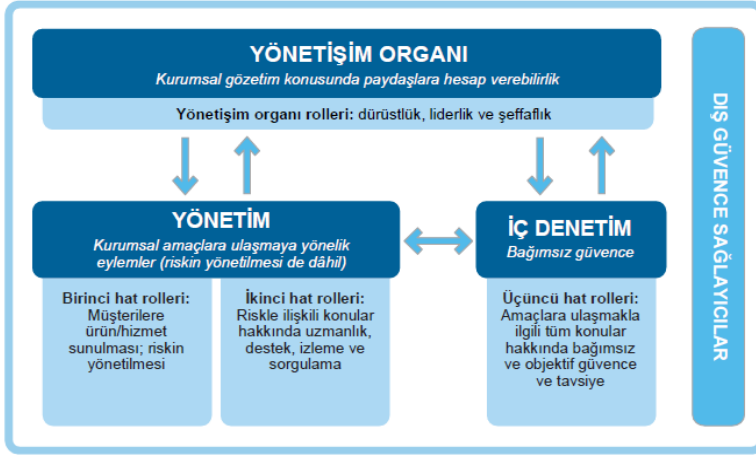 YÖNETİŞİM ORGANI
Kurumsal gözetim konusunda paydaşlara hesap verebilirlik
Yönetişim organı rolleri: dürüstlük, liderlik ve şeffaflık
YÖNETİM
Kurumsal amaçlara ulaşmaya yönelik
eylemler (riskin yönetilmesi de dâhil)
Birinci hat rolleri:
Müşterilere
ürün/hizmet
sunulması; riskin
yönetilmesi
İkinci hat rolleri:
Riskle ilişkili konular
hakkında uzmanlık,
destek, izleme ve
sorgulama
İÇ DENETİM
Bağımsız güvence
Üçüncü hat rolleri:
Amaçlara ulaşmakla
ilgili tüm konular
hakkında bağımsız
ve objektif güvence
ve tavsiye
DIŞ GÜVENCE SAĞLAYICILAR